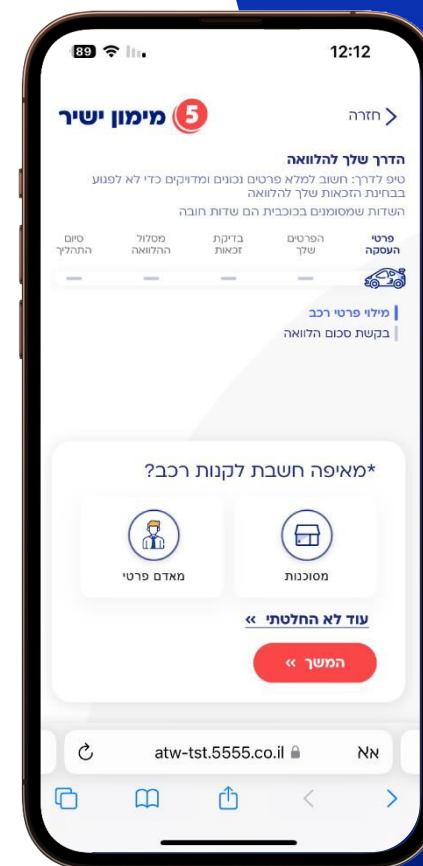 12:12
89
חזרה
5 מימון ישיר
הדרך שלך להלוואה
טיפ לדרך: חשוב למלא פרטים נכונים ומדויקים כדי לא לפגוע
בבחינת הזכאות שלך להלוואה
השדות שמסומנים בכוכבית הם שדות חובה
פרטי העסקה
הפרטים שלך
בדיקת זכאות
מסלול ההלוואה
סיום התהליך
מילוי פרטי רכב
בקשת סכום הלוואה
*מאיפה חשבת לקנות רכב?
מסוכנות
מאדם פרטי
עוד לא החלטתי »
המשך »
אא
atw-tst.5555.co.il